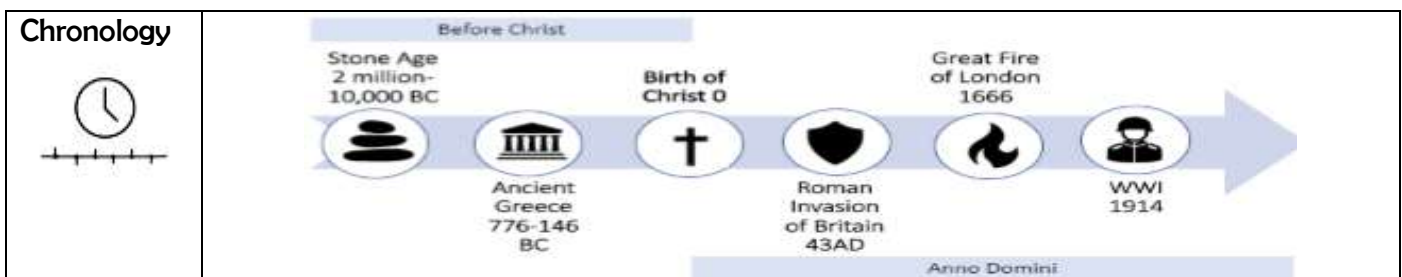 Chronology
Before Christ
Stone Age
2 million-
10,000 BC
Ancient
Greece
776-146
BC
Birth of
Christ 0
Roman
Invasion
of Britain
43AD
Great Fire
of London
1666
WWI
1914
Anno Domini